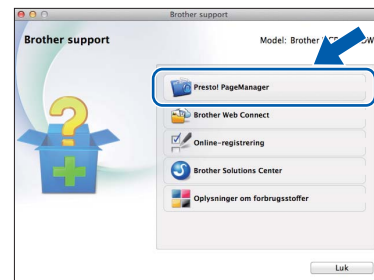 Brother support
Brother support
Model: Brother
Presto! PageManager
Brother Web Connect
Online-registrering
Brother Solutions Center
Oplysninger om forbrugsstoffer
Luk